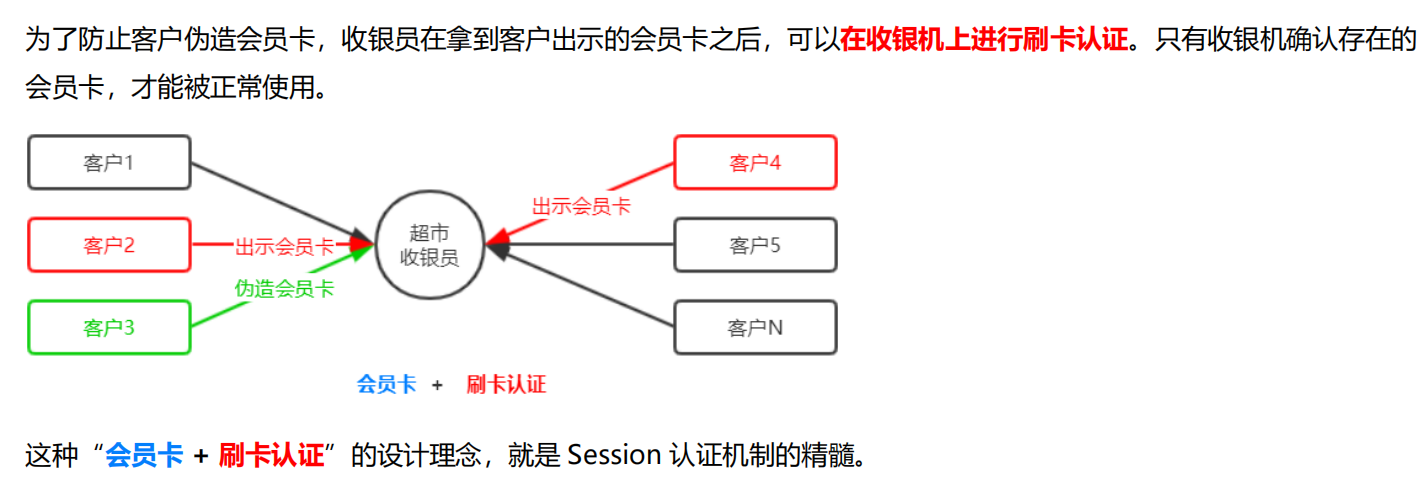 为了防止客户伪造会员卡，收银员在拿到客户出示的会员卡之后，可以在收银机上进行刷卡认证。只有收银机确认存在的
会员卡，才能被正常使用。
客户1
客户4
出示会员卡
客户2
出示会员卡
超市
收银员
客户5
伪造会员卡
客户3
客户N
会员卡 + 刷卡认证
这种“会员卡 + 刷卡认证”的设计理念，就是 Session 认证机制的精髓。